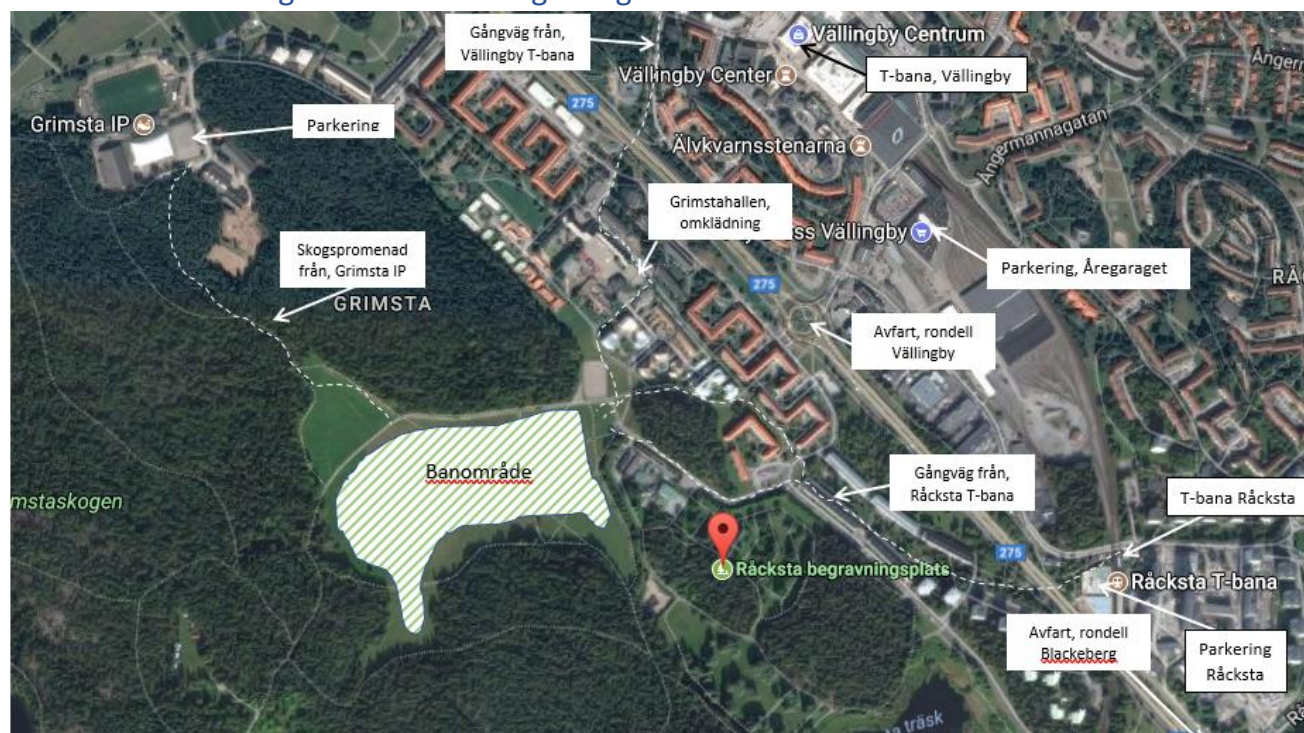 Gångväg från,
Vällingby T-bana
Vällingby Centrum
Vällingby Center
T-bana, Vällingby
275
Grimsta IP
Parkering
Älvkvarnsstenarna
Ångermannagatan
Grimstahallen,
omklädning
Vällingby
Skogspromenad
från, Grimsta IP
GRIMSTA
275
Parkering, Åregaraget
Avfart, rondell
Vällingby
Banområde
Gångväg från,
Råcksta T-bana
T-bana Råcksta
275
Råcksta begravningsplats
Råcksta T-bana
Avfart, rondell
Blackeberg
Parkering
Råcksta
träsk